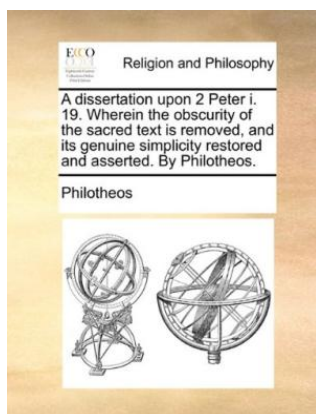 ECCO
Religion and Philosophy
A dissertation upon 2 Peter i.
19. Wherein the obscurity of
the sacred text is removed, and
its genuine simplicity restored
and asserted. By Philotheos.
Philotheos